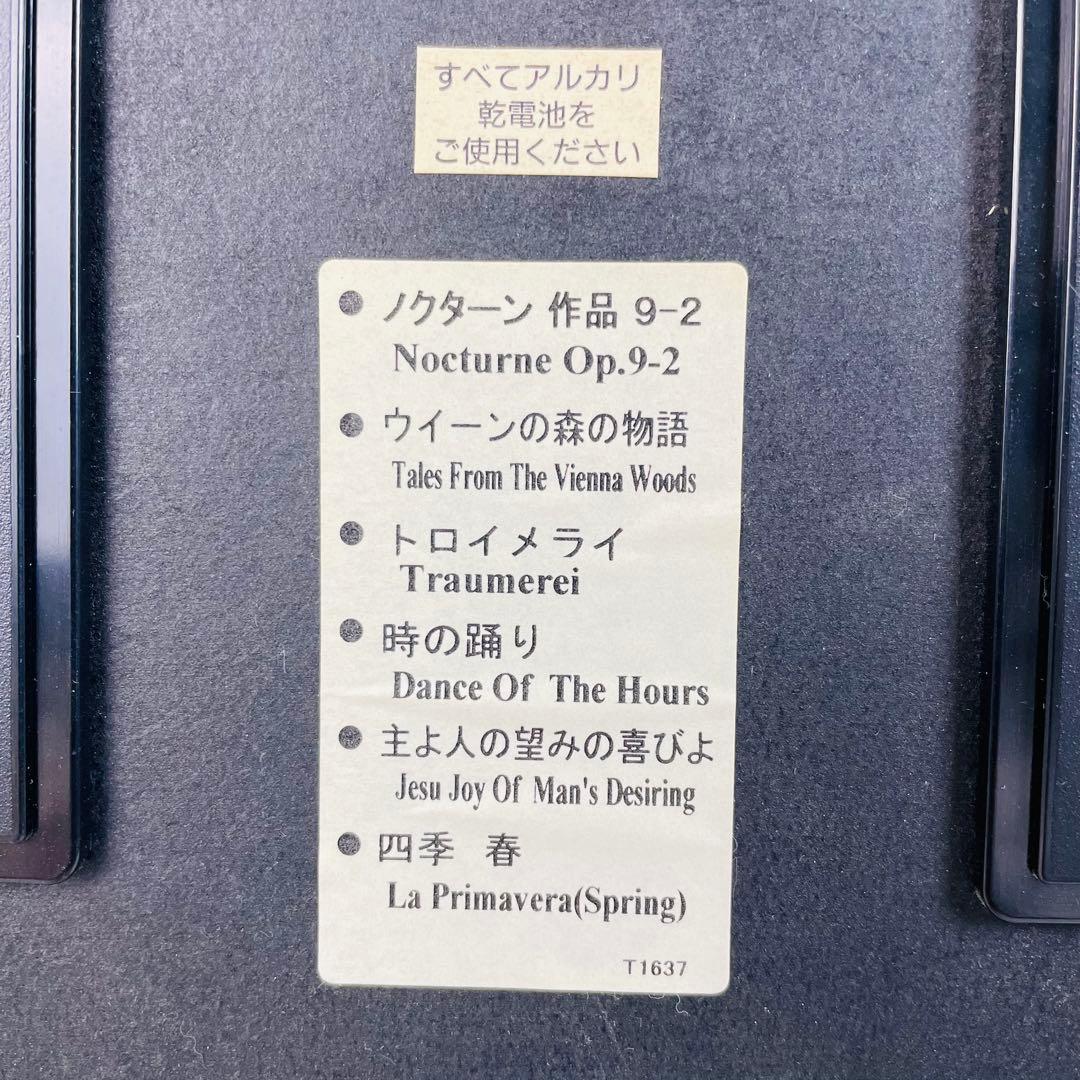 すべてアルカリ
乾電池を
ご使用ください
● ノクターン 作品 9-2
Nocturne Op.9-2
● ウイーンの森の物語
Tales From The Vienna Woods
● トロイメライ
Traumerei
● 時の踊り
Dance Of The Hours
● 主よ人の望みの喜びよ
Jesu Joy Of Man's Desiring
● 四季 春
La Primavera(Spring)
T1637